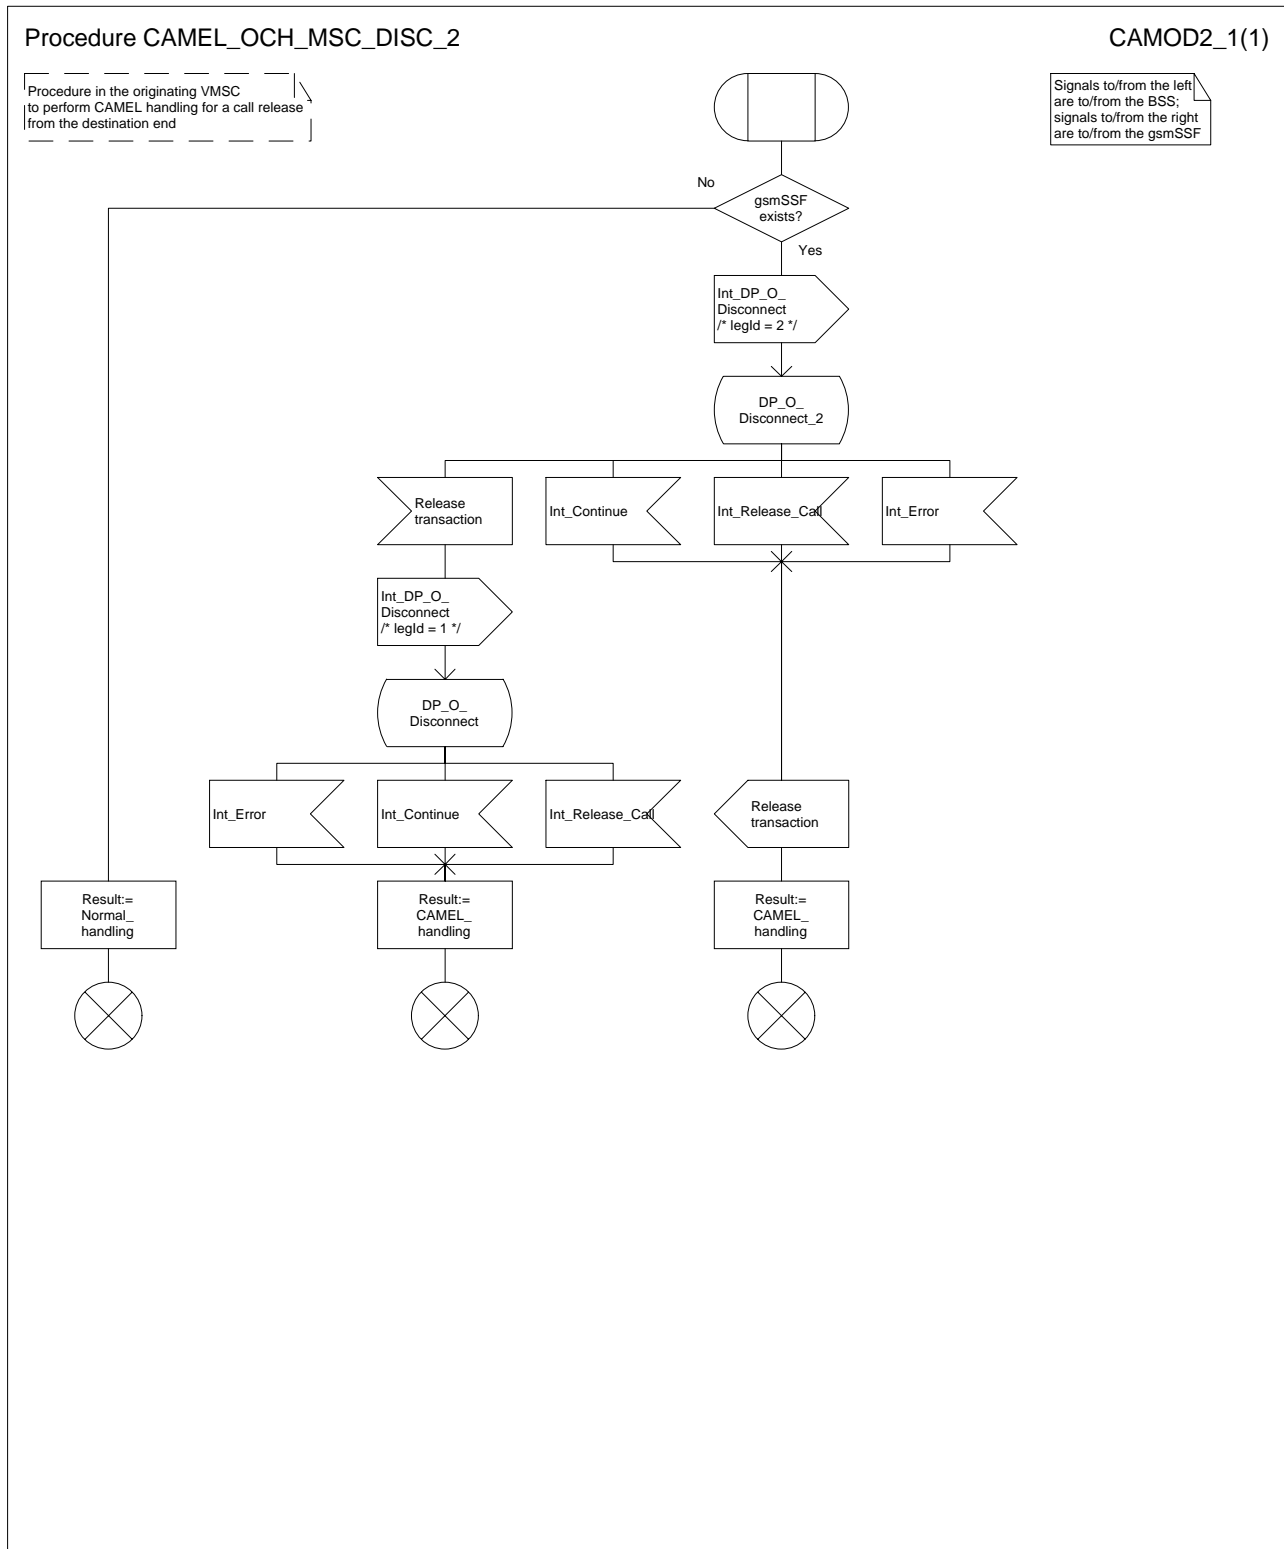 Procedure CAMEL_OCH_MSC_DISC_2
CAMOD2_1(1)
Procedure in the originating VMSC
to perform CAMEL handling for a call release
from the destination end
Signals to/from the left
are to/from the BSS;
signals to/from the right
are to/from the gsmSSF
No
gsmSSF
exists?
Yes
Int_DP_O_
Disconnect
/* legId = 2 */
DP_O_
Disconnect_2
Release
transaction
Int_Continue
Int_Release_Call
Int_Error
Int_DP_O_
Disconnect
/* legId = 1 */
DP_O_
Disconnect
Int_Error
Int_Continue
Int_Release_Call
Release
transaction
Result:=
Normal_
handling
Result:=
CAMEL_
handling
Result:=
CAMEL_
handling